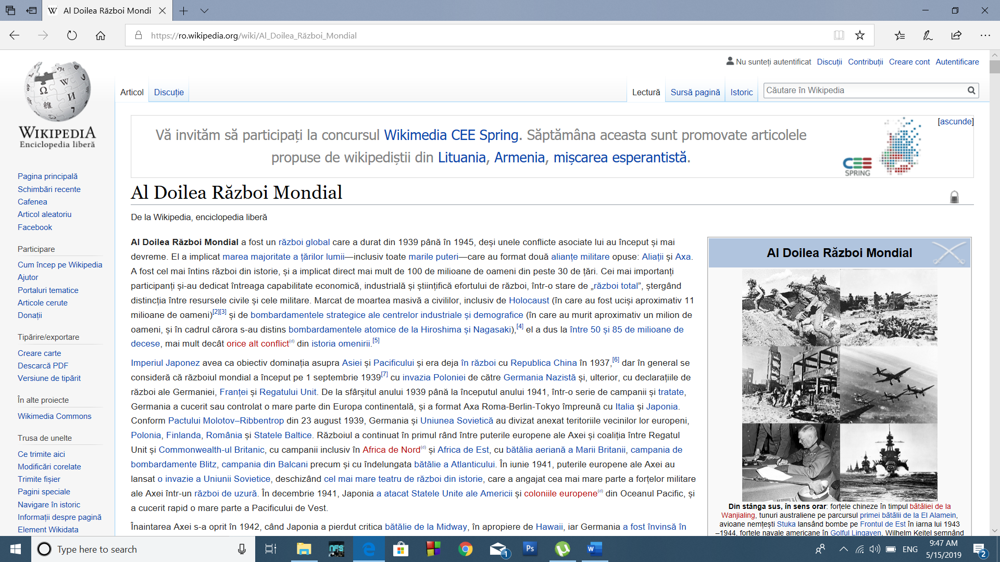 Al Doilea Război Mondi
https://ro.wikipedia.org/wiki/Al_Doilea_Război_Mondial
Nu sunteți autentificat Discuții Contribuții Creare cont Autentificare
Articol Discuție Lectură Sursă pagină Istoric Căutare în Wikipedia
WIKIPEDIA
Enciclopedia liberă
Pagina principală
Schimbări recente
Cafenea
Articol aleatoriu
Facebook
Participare
Cum încep pe Wikipedia
Ajutor
Portaluri tematice
Articole cerute
Donații
Tipărire/exportare
Creare carte
Descarcă PDF
Versiune de tipărit
În alte proiecte
Wikimedia Commons
Trusa de unelte
Ce trimite aici
Modificări corelate
Trimite fișier
Pagini speciale
Navigare în istoric
Informații despre pagină
Element Wikidata
[ascunde]
Vă invităm să participați la concursul Wikimedia CEE Spring. Săptămâna aceasta sunt promovate articolele
propuse de wikipediștii din Lituania, Armenia, mișcarea esperantistă.
CEE
SPRING
Al Doilea Război Mondial
De la Wikipedia, enciclopedia liberă
Al Doilea Război Mondial a fost un război global care a durat din 1939 până în 1945, deși unele conflicte asociate lui au început și mai
devreme. El a implicat marea majoritate a țărilor lumii—inclusiv toate marile puteri—care au format două alianțe militare opuse: Aliații și Axa.
A fost cel mai întins război din istorie, și a implicat direct mai mult de 100 de milioane de oameni din peste 30 de țări. Cei mai importanți
participanți și-au dedicat întreaga capabilitate economică, industrială și științifică efortului de război, într-o stare de „război total”, ștergând
distincția între resursele civile și cele militare. Marcat de moartea masivă a civililor, inclusiv de Holocaust (în care au fost uciși aproximativ 11
milioane de oameni)[2][3] și de bombardamentele strategice ale centrelor industriale și demografice (în care au murit aproximativ un milion de
oameni, și în cadrul cărora s-au distins bombardamentele atomice de la Hiroshima și Nagasaki),[4] el a dus la între 50 și 85 de milioane de
decese, mai mult decât orice alt conflict(d) din istoria omenirii.[5]
Imperiul Japonez avea ca obiectiv dominația asupra Asiei și Pacificului și era deja în război cu Republica China în 1937,[6] dar în general se
consideră că războiul mondial a început pe 1 septembrie 1939[7] cu invazia Poloniei de către Germania Nazistă și, ulterior, cu declarațiile de
război ale Germaniei, Franței și Regatului Unit. De la sfârșitul anului 1939 până la începutul anului 1941, într-o serie de campanii și tratate,
Germania a cucerit sau controlat o mare parte din Europa continentală, și a format Axa Roma-Berlin-Tokyo împreună cu Italia și Japonia.
Conform Pactului Molotov–Ribbentrop din 23 august 1939, Germania și Uniunea Sovietică au divizat anexat teritoriile vecinilor lor europeni,
Polonia, Finlanda, România și Statele Baltice. Războiul a continuat în primul rând între puterile europene ale Axei și coaliția între Regatul
Unit și Commonwealth-ul Britanic, cu campanii inclusiv în Africa de Nord(d) și Africa de Est, cu bătălia aeriană a Marii Britanii, campania de
bombardamente Blitz, campania din Balcani precum și cu îndelungata bătălie a Atlanticului. În iunie 1941, puterile europene ale Axei au
lansat o invazie a Uniunii Sovietice, deschizând cel mai mare teatru de război din istorie, care a angajat cea mai mare parte a forțelor militare
ale Axei într-un război de uzură. În decembrie 1941, Japonia a atacat Statele Unite ale Americii și coloniile europene(d) din Oceanul Pacific, și
a cucerit rapid o mare parte a Pacificului de Vest.
Înaintarea Axei s-a oprit în 1942, când Japonia a pierdut critica bătălie de la Midway, în apropiere de Hawaii, iar Germania a fost învinsă în
Al Doilea Război Mondial
Din stânga sus, în sens orar: forțele chineze în timpul bătăliei de la
Wanjialing, tunuri australiene pe parcursul primei bătălii de la El Alamein,
avioane nemțești Stuka lansând bombe pe Frontul de Est în iarna lui 1943
–1944, forțele navale americane în Golful Lingayen, Wilhelm Keitel semnând
Type here to search
NFS
1
Ps
W
ENG
9:47 AM
5/15/2019
2